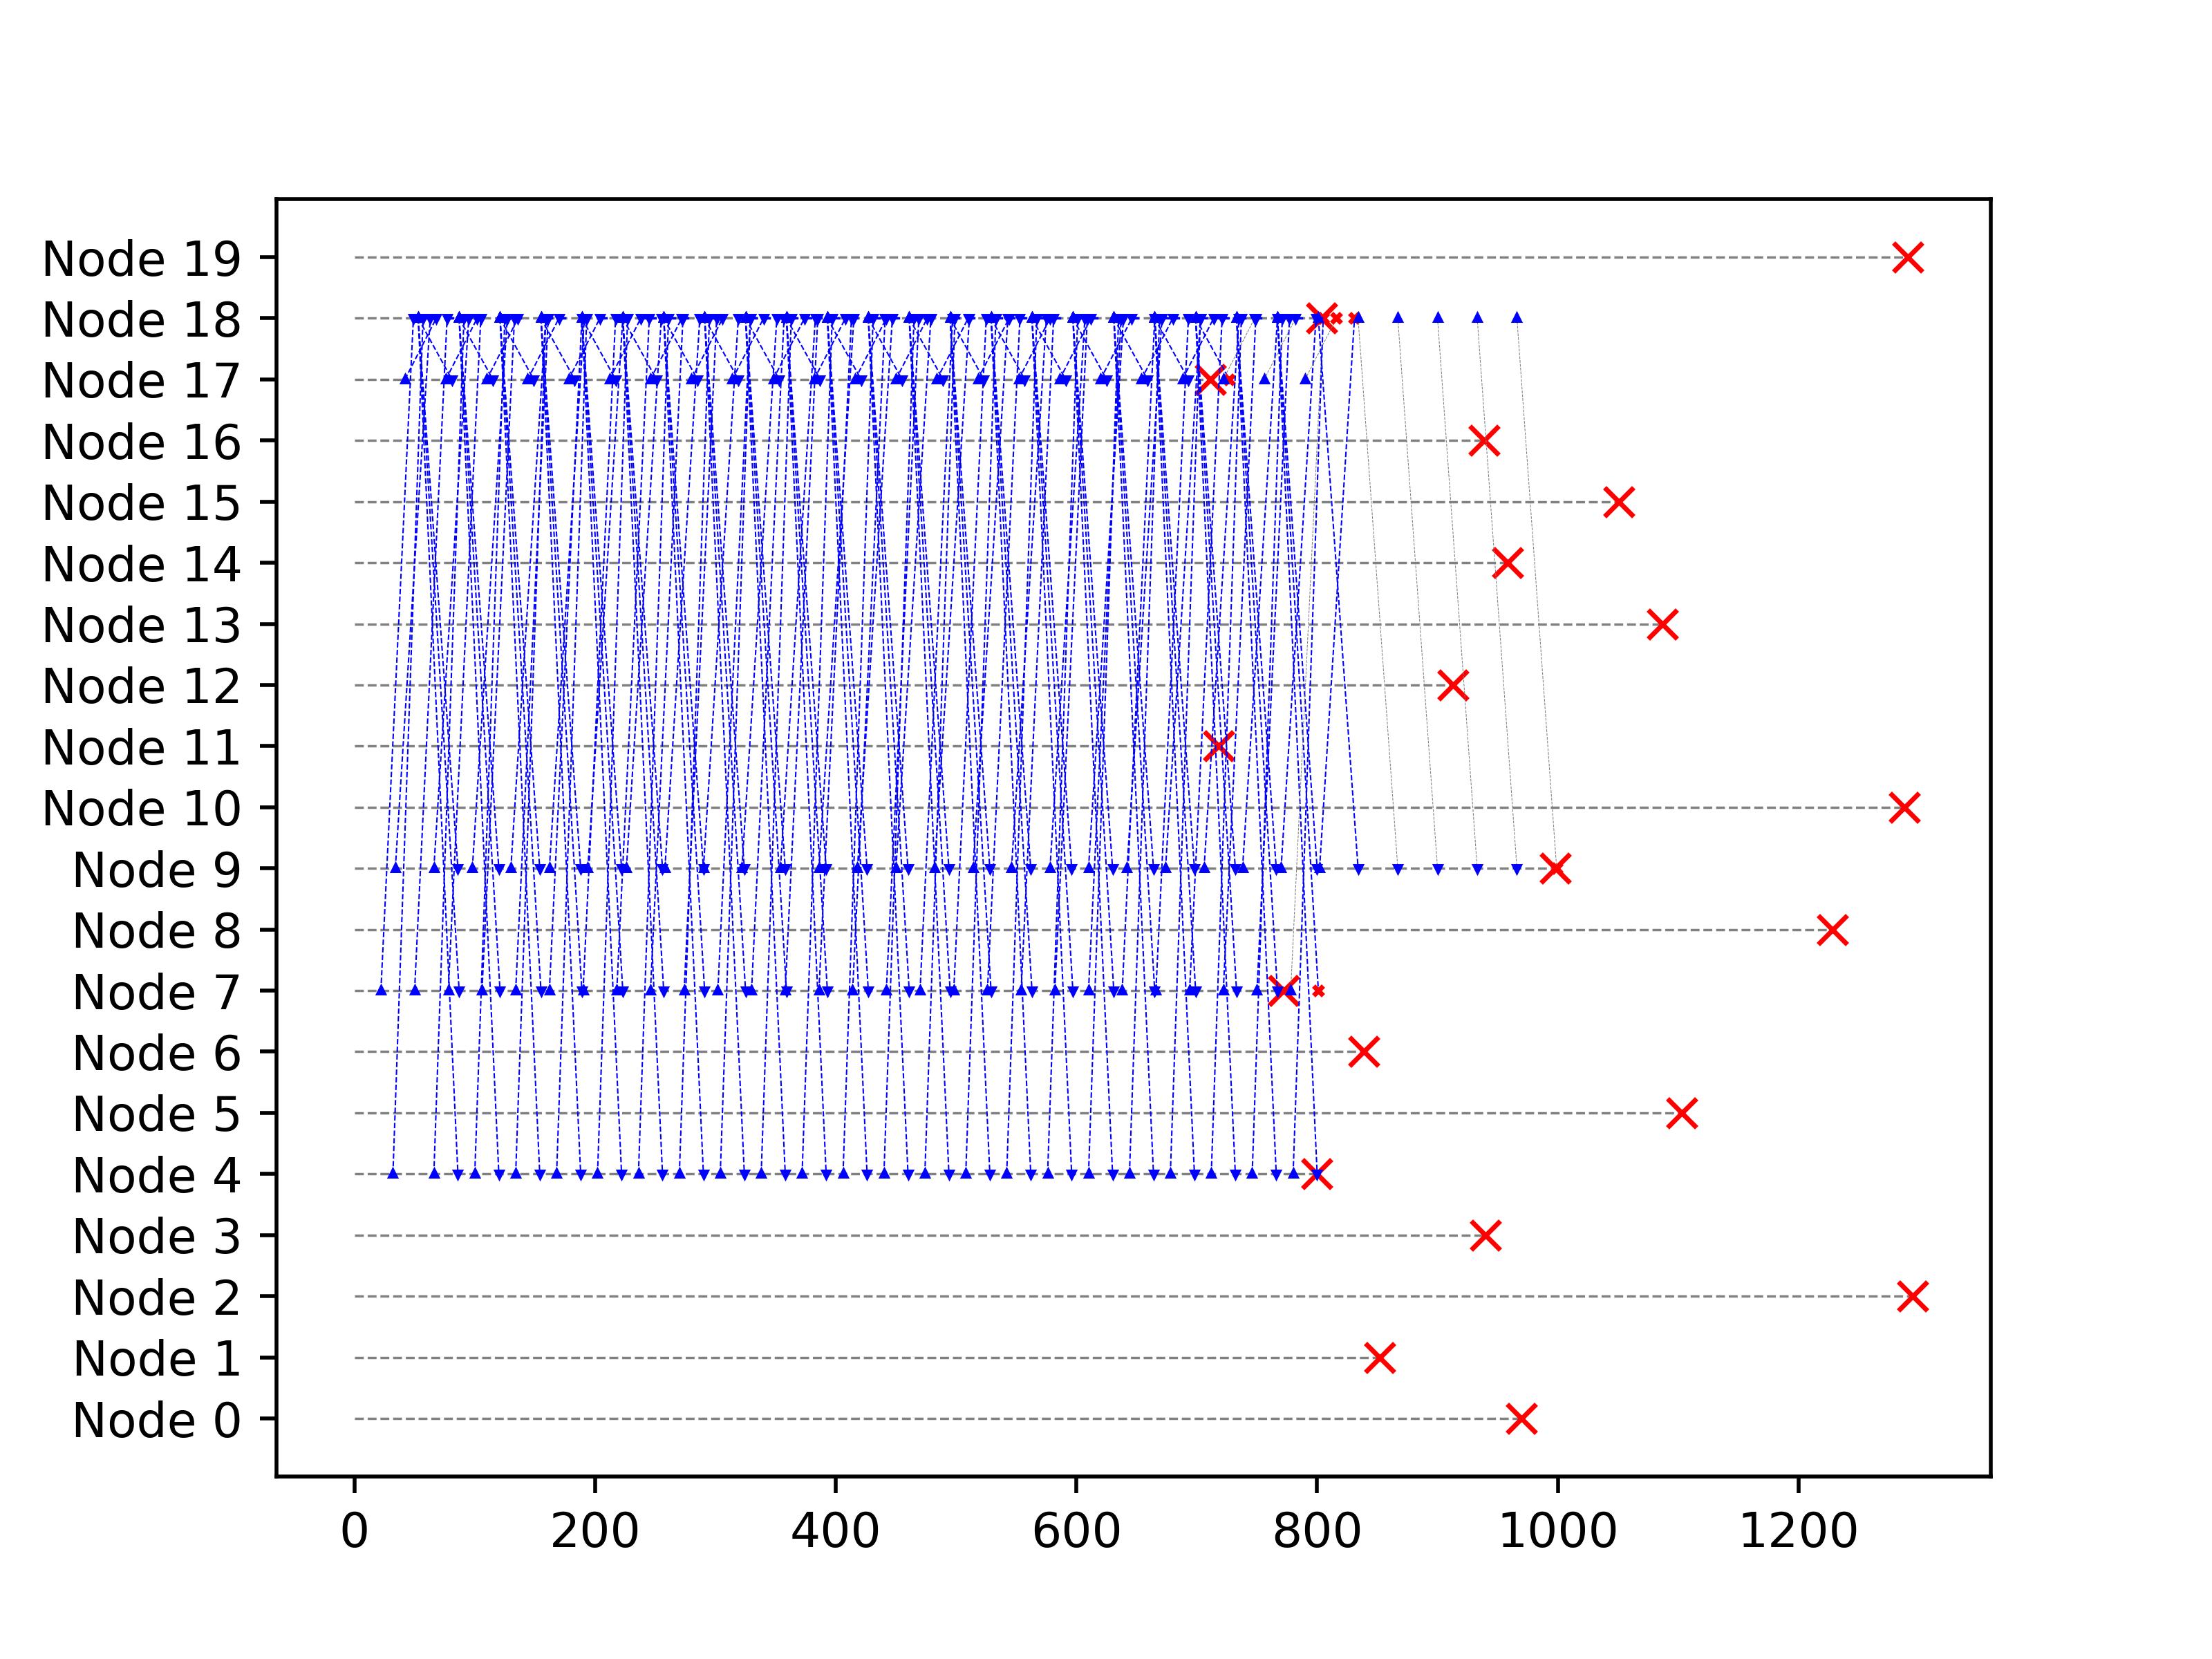 Node 19
Node 18
Node 17
Node 16
Node 15
Node 14
Node 13
Node 12
Node 11
Node 10
Node 9
Node 8
Node 7
Node 6
Node 5
Node 4
Node 3
Node 2
Node 1
Node 0
0 200 400 600 800 1000 1200